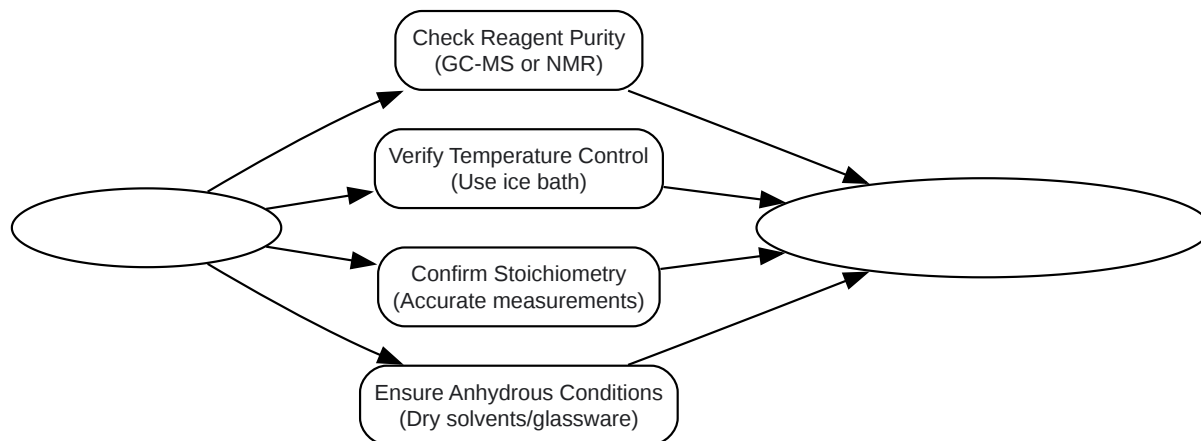 Check Reagent Purity
(GC-MS or NMR)
Verify Temperature Control
(Use ice bath)
Confirm Stoichiometry
(Accurate measurements)
Ensure Anhydrous Conditions
(Dry solvents/glassware)